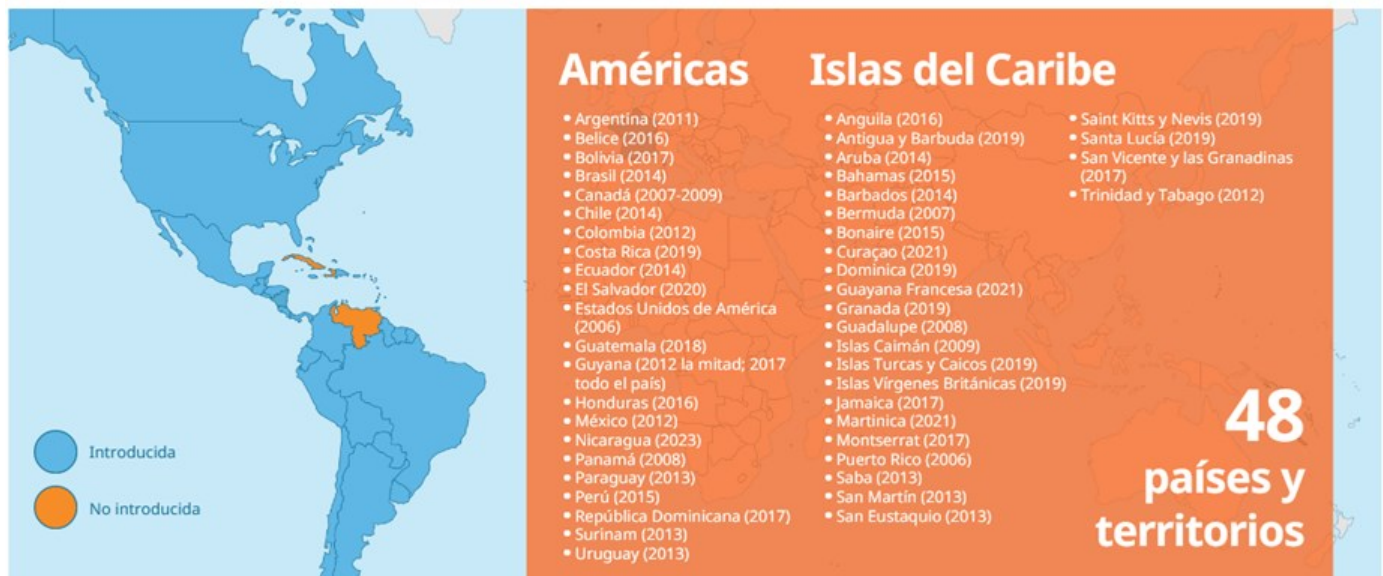 Américas
• Argentina (2011)
• Belice (2016)
• Bolivia (2017)
• Brasil (2014)
• Canadá (2007-2009)
• Chile (2014)
• Colombia (2012)
• Costa Rica (2019)
• Ecuador (2014)
• El Salvador (2020)
• Estados Unidos de América
(2006)
• Guatemala (2018)
• Guyana (2012 la mitad; 2017
todo el país)
• Honduras (2016)
• México (2012)
• Nicaragua (2023)
• Panamá (2008)
• Paraguay (2013)
• Perú (2015)
• República Dominicana (2017)
• Surinam (2013)
• Uruguay (2013)
Islas del Caribe
• Anguila (2016)
• Antigua y Barbuda (2019)
• Aruba (2014)
• Bahamas (2015)
• Barbados (2014)
• Bermuda (2007)
• Bonaire (2015)
• Curaçao (2021)
• Dominica (2019)
• Guayana Francesa (2021)
• Granada (2019)
• Guadalupe (2008)
• Islas Caimán (2009)
• Islas Turcas y Caicos (2019)
• Islas Vírgenes Británicas (2019)
• Jamaica (2017)
• Martinica (2021)
• Montserrat (2017)
• Puerto Rico (2006)
• Saba (2013)
• San Martín (2013)
• San Eustaquio (2013)
• Saint Kitts y Nevis (2019)
• Santa Lucía (2019)
• San Vicente y las Granadinas
(2017)
• Trinidad y Tabago (2012)
48
países y
territorios
Introducida
No introducida